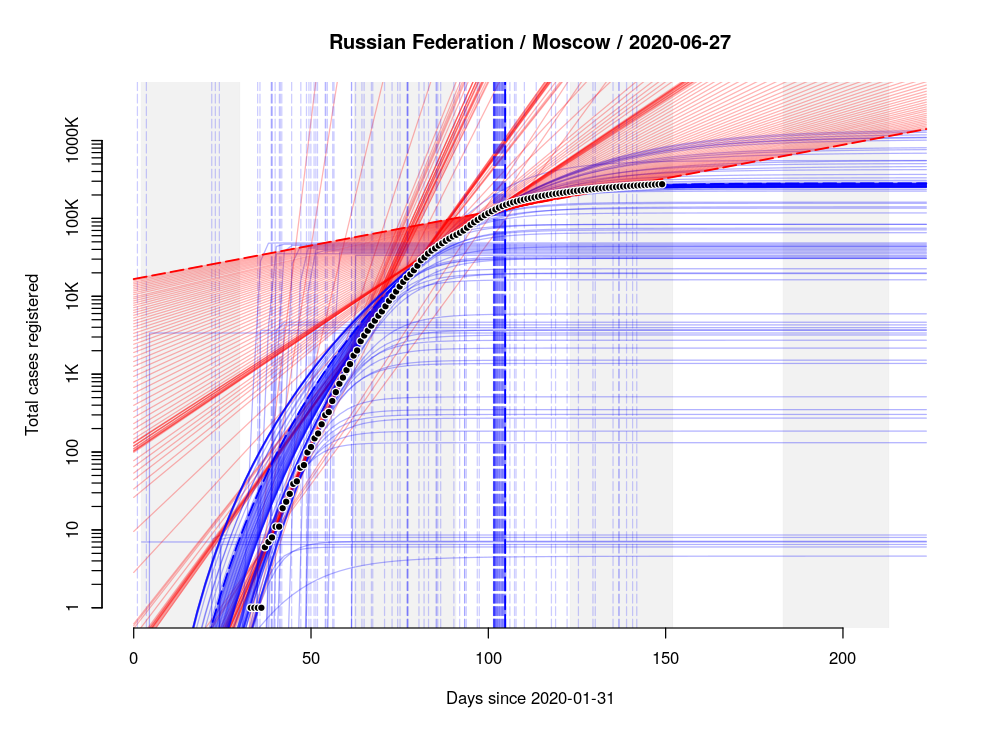 Russian Federation / Moscow / 2020-06-27
Total cases registered
1000K
100K
10K
1K
100
10
1
0 50 100 150 200
Days since 2020-01-31